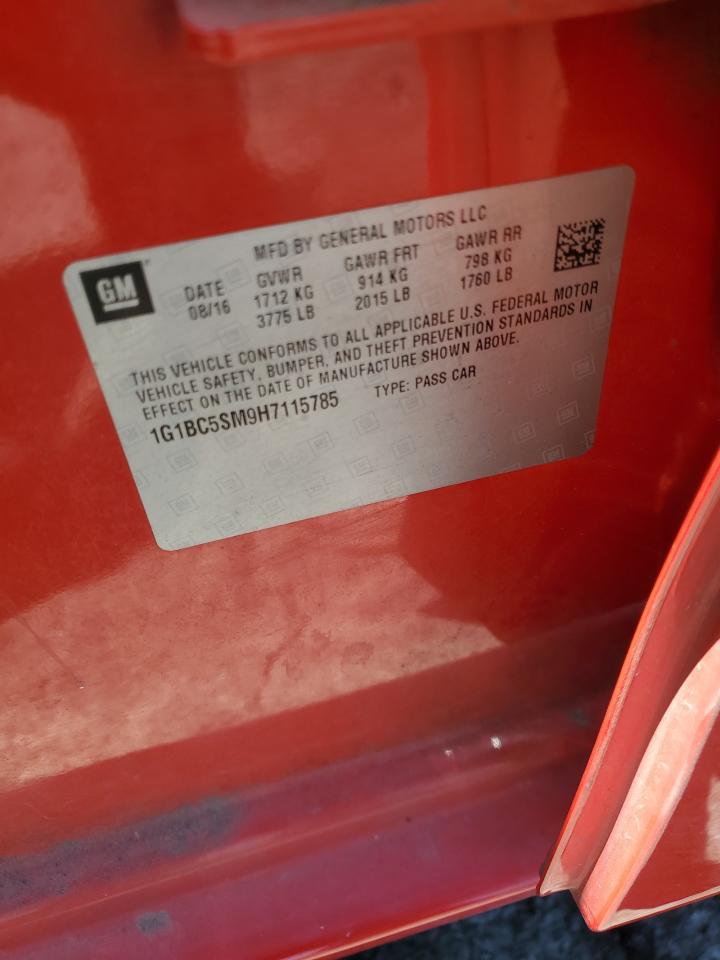 MFD BY GENERAL MOTORS LLC
GM
DATE GVWR GAWR FRT GAWR RR
08/16 1712 KG 914 KG 798 KG
3775 LB 2015 LB 1760 LB
THIS VEHICLE CONFORMS TO ALL APPLICABLE U.S. FEDERAL MOTOR
VEHICLE SAFETY, BUMPER, AND THEFT PREVENTION STANDARDS IN
EFFECT ON THE DATE OF MANUFACTURE SHOWN ABOVE.
1G1BC5SM9H7115785 TYPE: PASS CAR